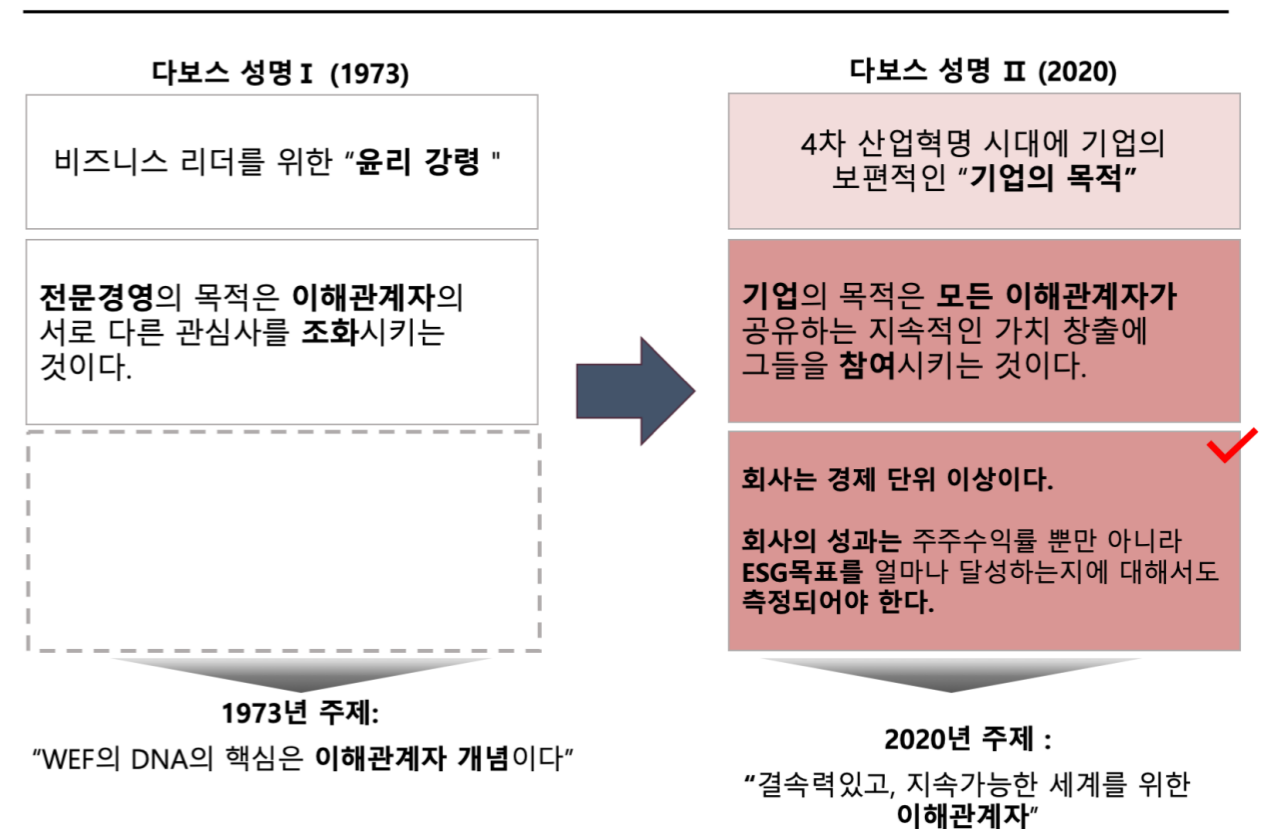 다보스 성명 Ⅰ (1973)
비즈니스 리더를 위한 “윤리 강령 "
전문경영의 목적은 이해관계자의
서로 다른 관심사를 조화시키는
것이다.
1973년 주제:
“WEF의 DNA의 핵심은 이해관계자 개념이다”
다보스 성명 Ⅱ (2020)
4차 산업혁명 시대에 기업의
보편적인 “기업의 목적”
기업의 목적은 모든 이해관계자가
공유하는 지속적인 가치 창출에
그들을 참여시키는 것이다.
회사는 경제 단위 이상이다.
회사의 성과는 주주수익률 뿐만 아니라
ESG목표를 얼마나 달성하는지에 대해서도
측정되어야 한다.
2020년 주제 :
“결속력있고, 지속가능한 세계를 위한
이해관계자”